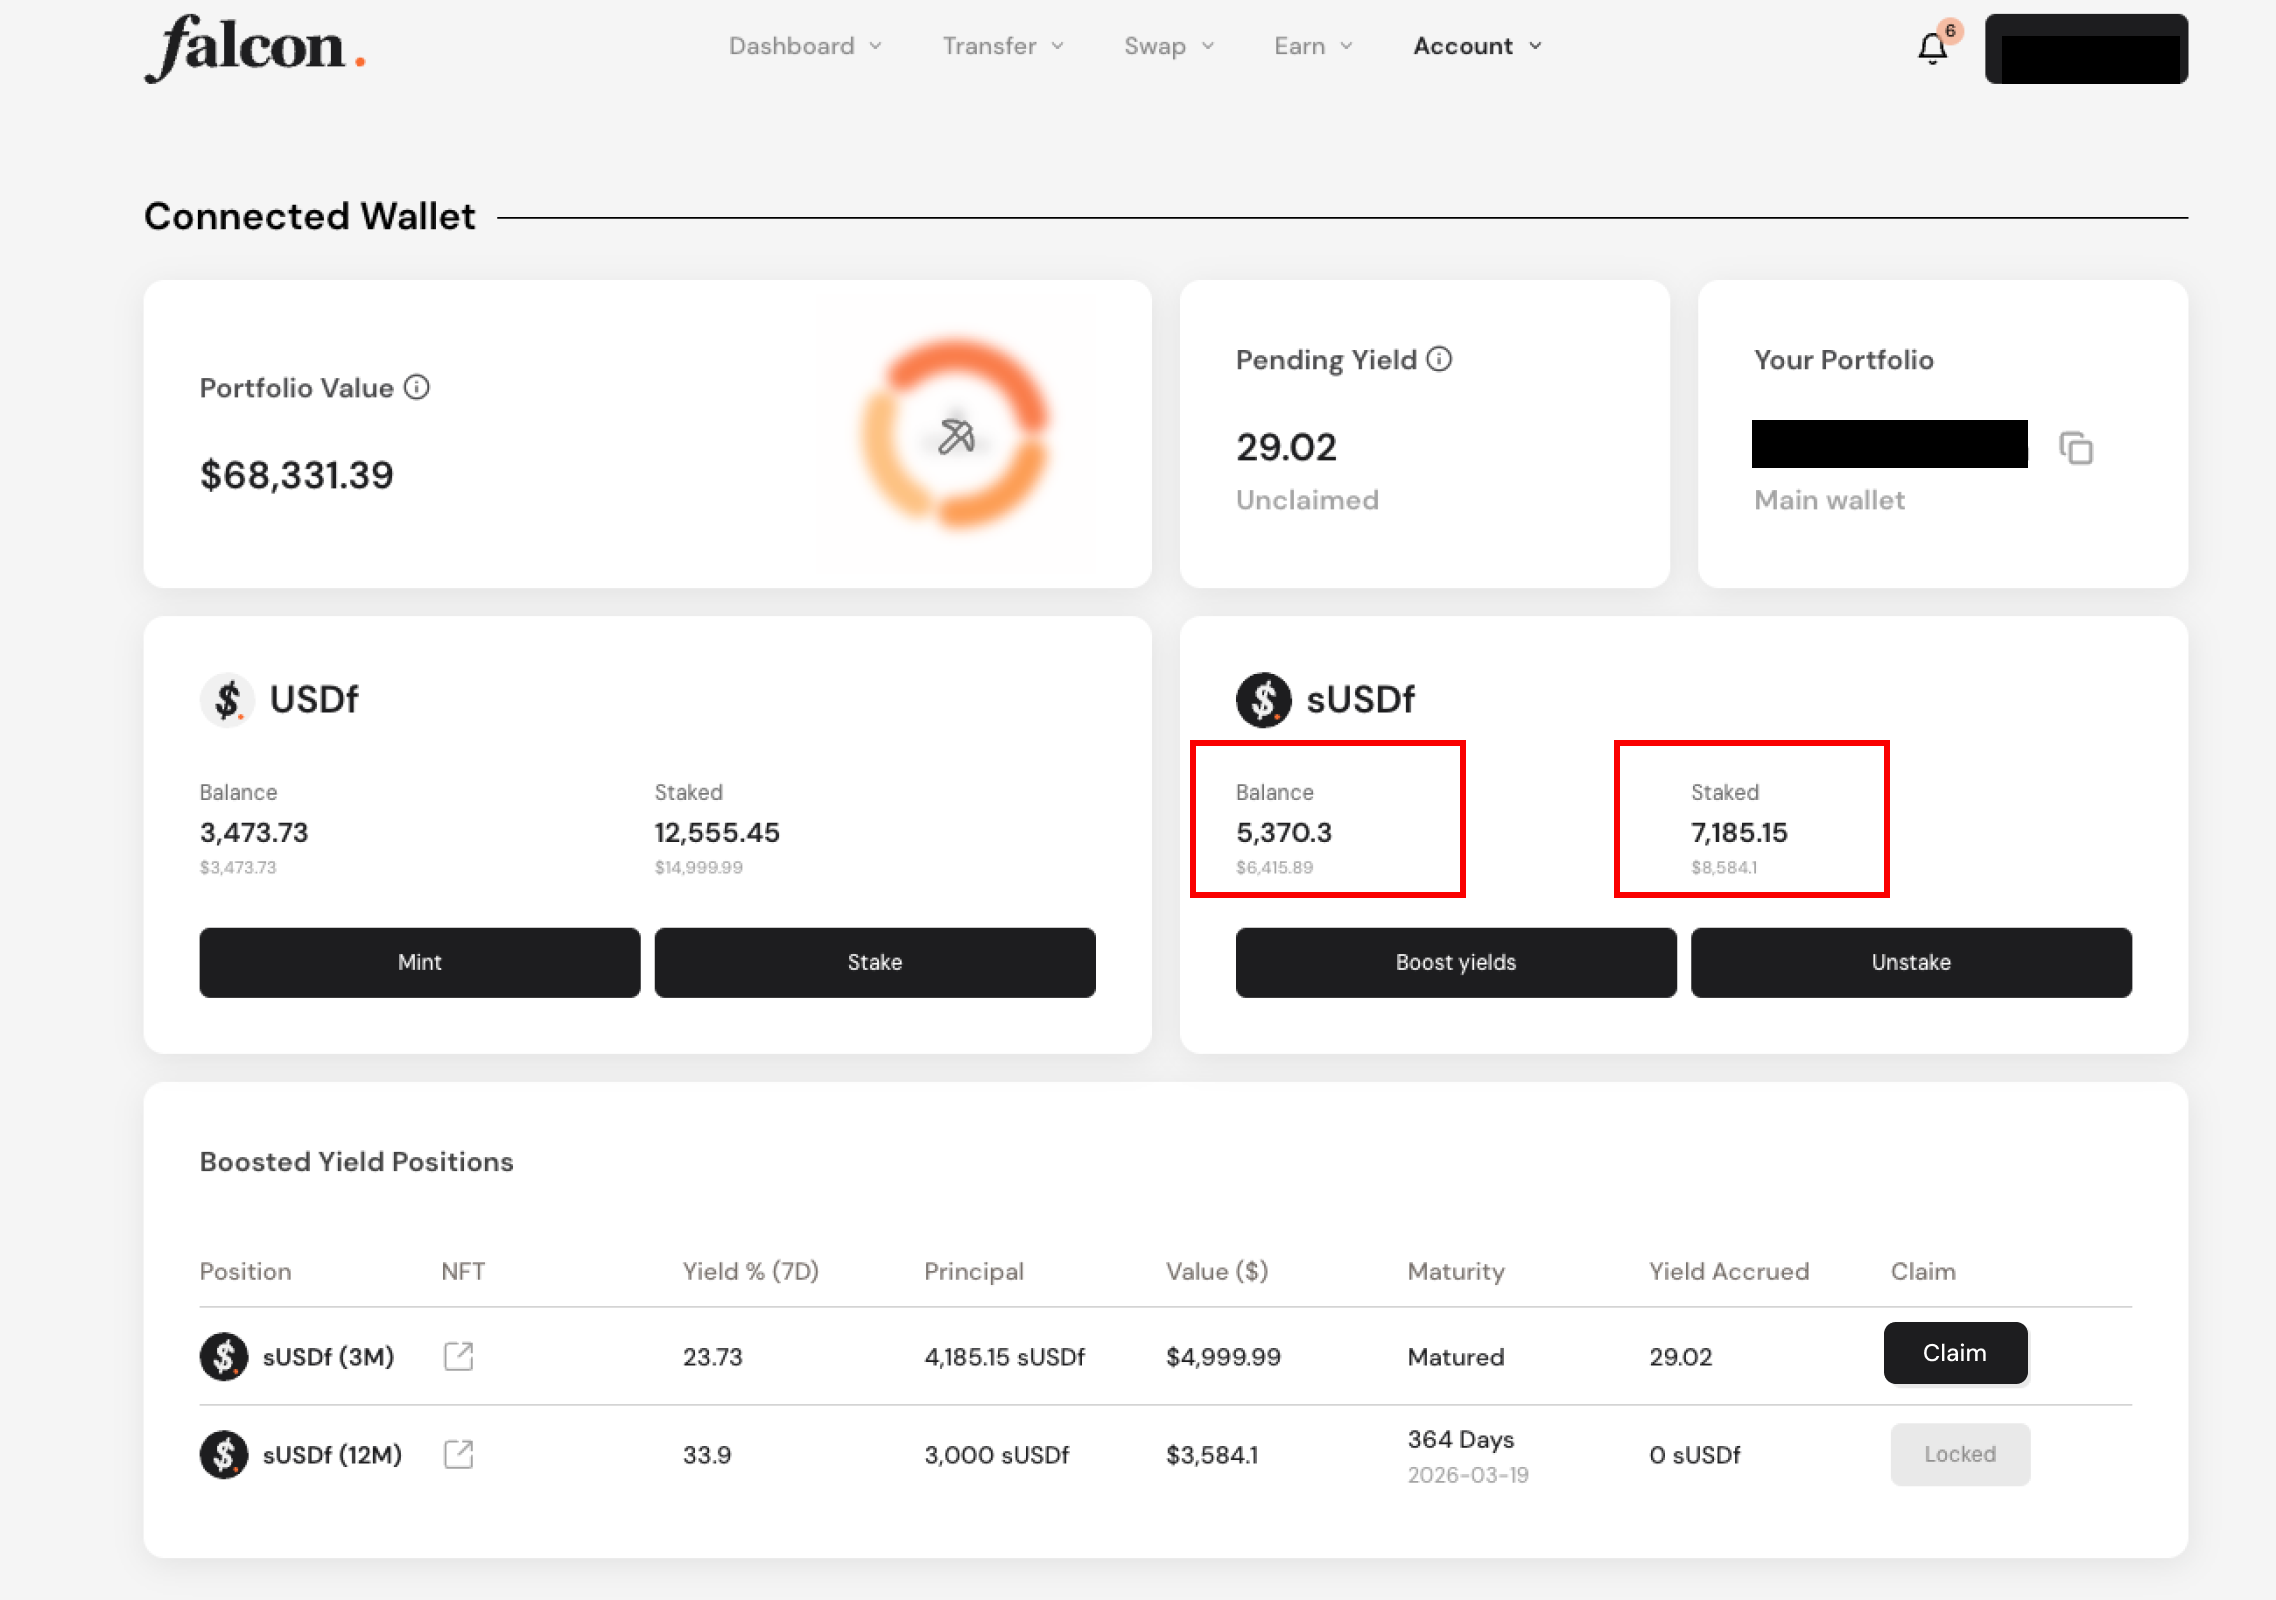 falcon.
Dashboard Transfer Swap Earn Account 6
Connected Wallet
Portfolio Value
$68,331.39
Pending Yield
29.02
Unclaimed
Your Portfolio
Main wallet
USDf
Balance Staked
3,473.73 12,555.45
$3,473.73 $14,999.99
Mint Stake
sUSDf
Balance Staked
5,370.3 7,185.15
$6,415.89 $8,584.1
Boost yields Unstake
Boosted Yield Positions
Position NFT Yield % (7D) Principal Value ($) Maturity Yield Accrued Claim
sUSDf (3M) 23.73 4,185.15 sUSDf $4,999.99 Matured 29.02 Claim
sUSDf (12M) 33.9 3,000 sUSDf $3,584.1 364 Days 0 sUSDf Locked
2026-03-19